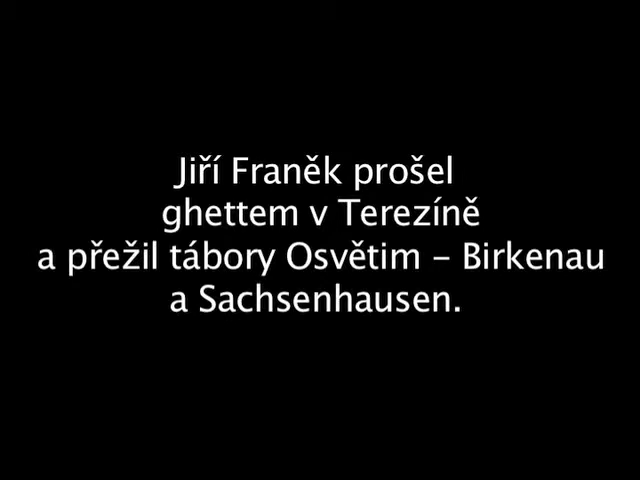 Jiří Franěk prošel
ghettem v Terezíně
a přežil tábory Osvětim – Birkenau
a Sachsenhausen.